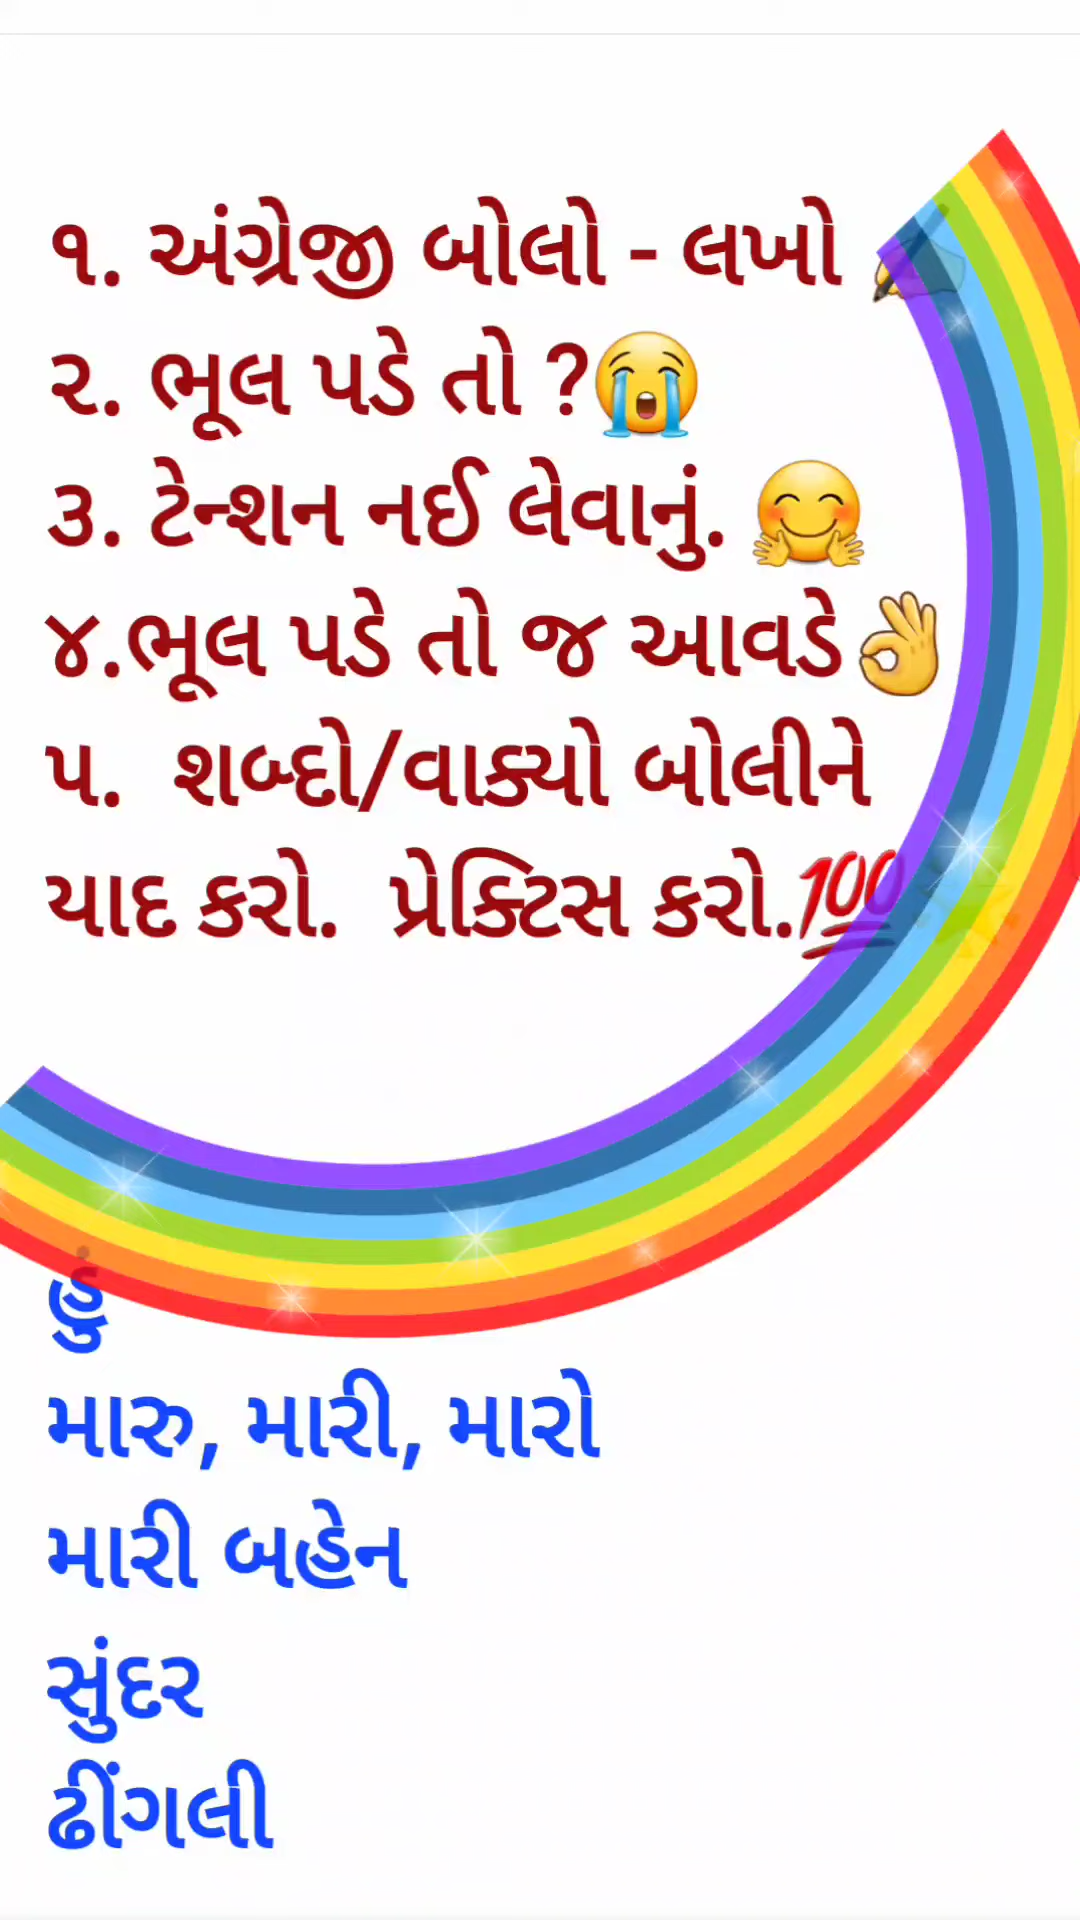 ૧. અંગ્રેજી બોલો - લખો ✍
૨. ભૂલ પડે તો ?😭
૩. ટેન્શન નઈ લેવાનું. 🤗
૪.ભૂલ પડે તો જ આવડે👌
૫. શબ્દો/વાક્યો બોલીને
યાદ કરો. પ્રેક્ટિસ કરો.💯
હું
મારુ, મારી, મારો
મારી બહેન
સુંદર
ઢીંગલી